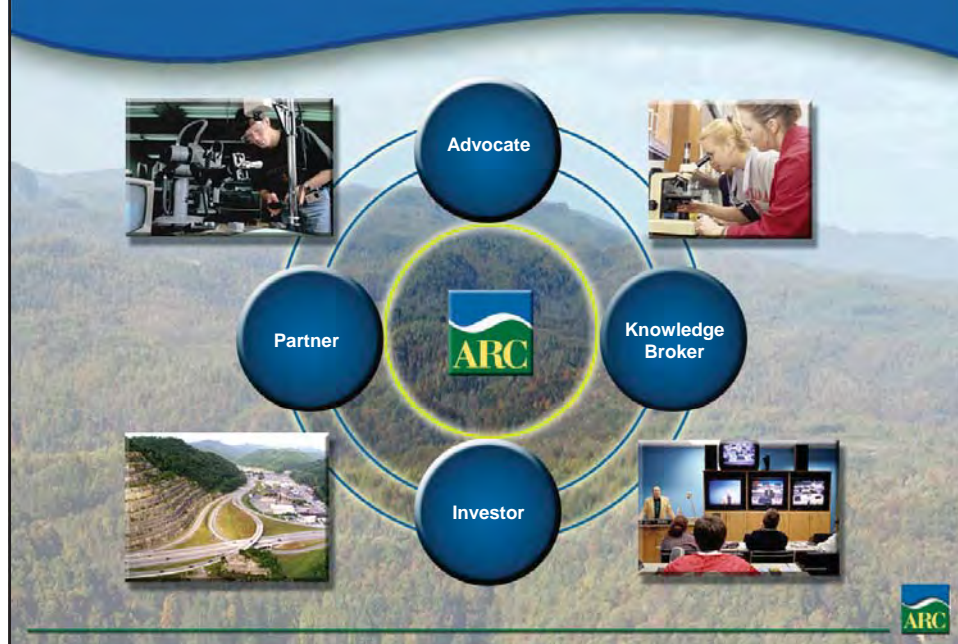 Advocate
Partner
ARC
Knowledge
Broker
Investor
ARC